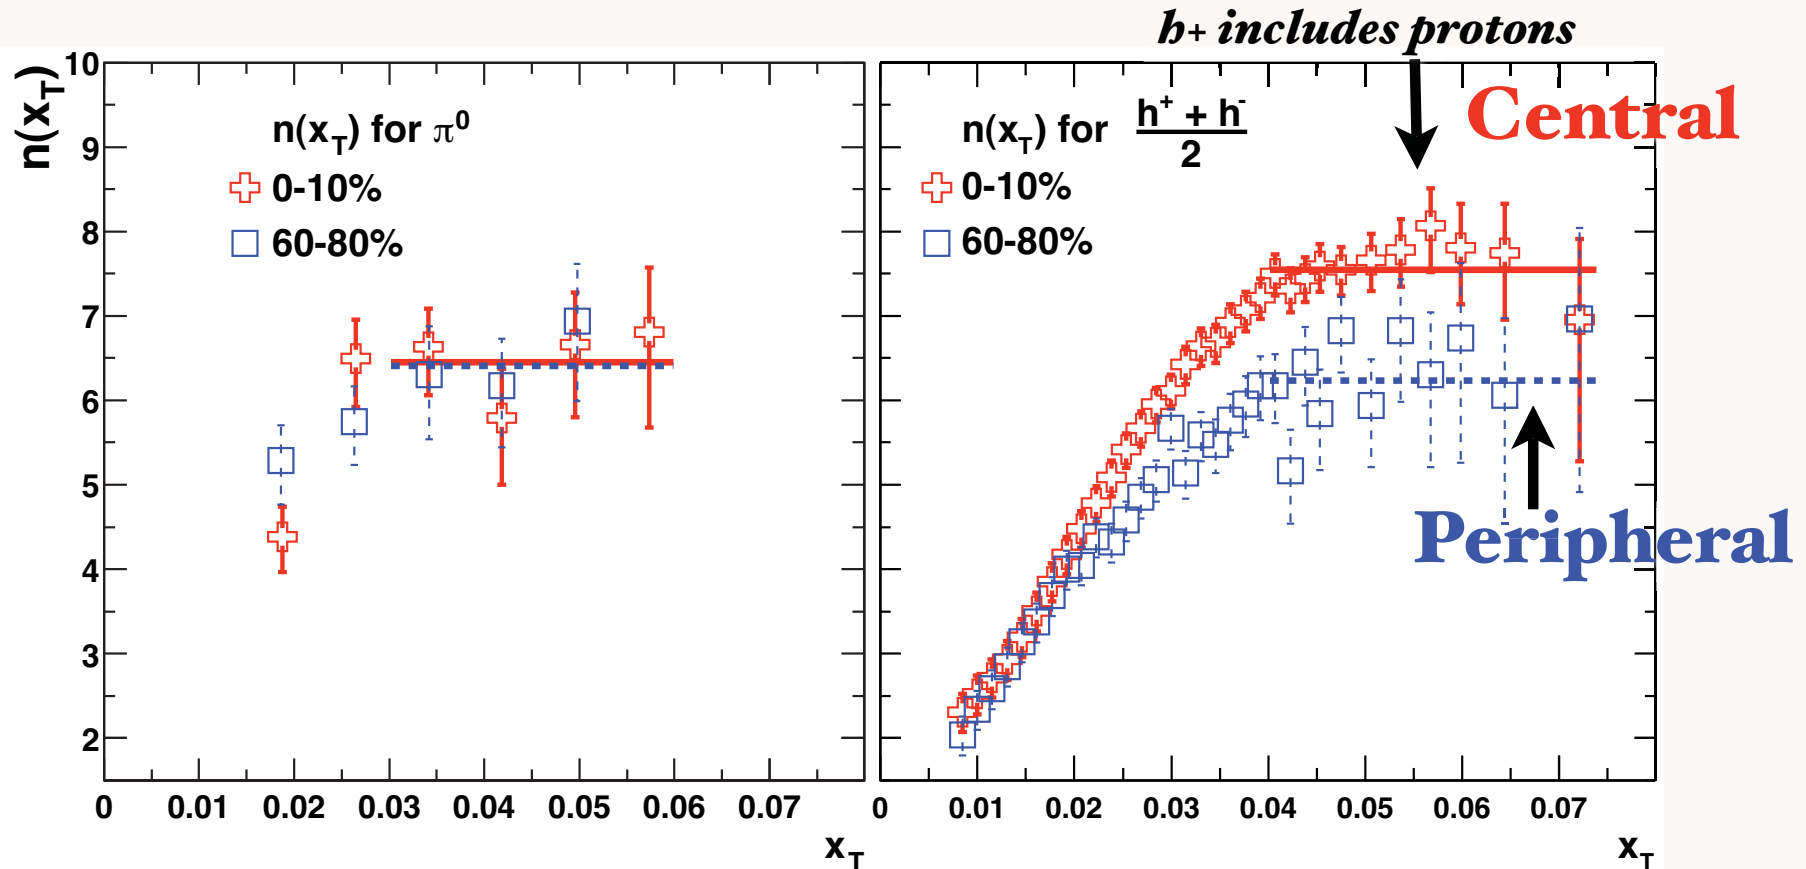 h+ includes protons
n(x_T)
10
9
8
7
6
5
4
3
2
n(x_T) for π⁰
0-10%
60-80%
0 0.01 0.02 0.03 0.04 0.05 0.06 0.07
x_T
n(x_T) for h⁺ + h⁻
2
0-10%
60-80%
Central
Peripheral
0 0.01 0.02 0.03 0.04 0.05 0.06 0.07
x_T